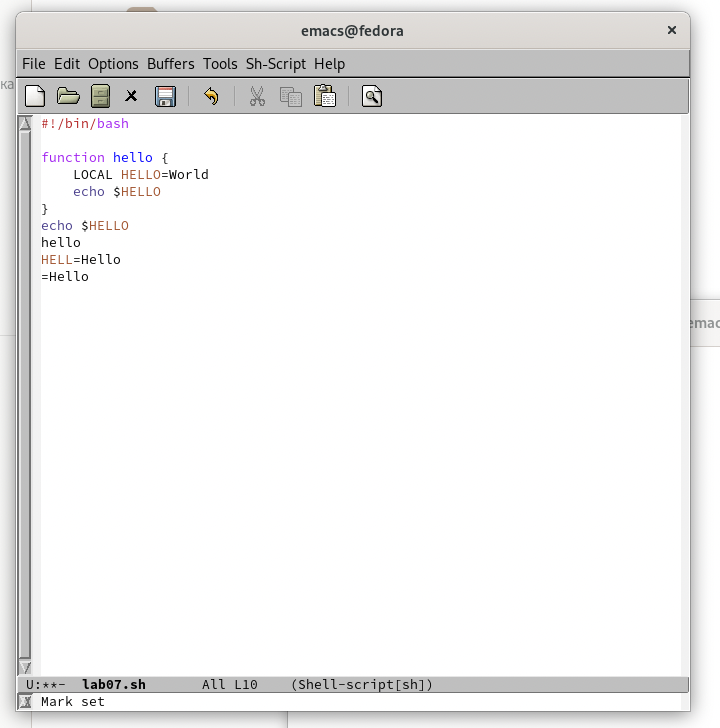 emacs@fedora
File Edit Options Buffers Tools Sh-Script Help
#!/bin/bash
function hello {
    LOCAL HELLO=World
    echo $HELLO
}
echo $HELLO
hello
HELL=Hello
=Hello
U:**-  lab07.sh       All L10    (Shell-script[sh])
Mark set